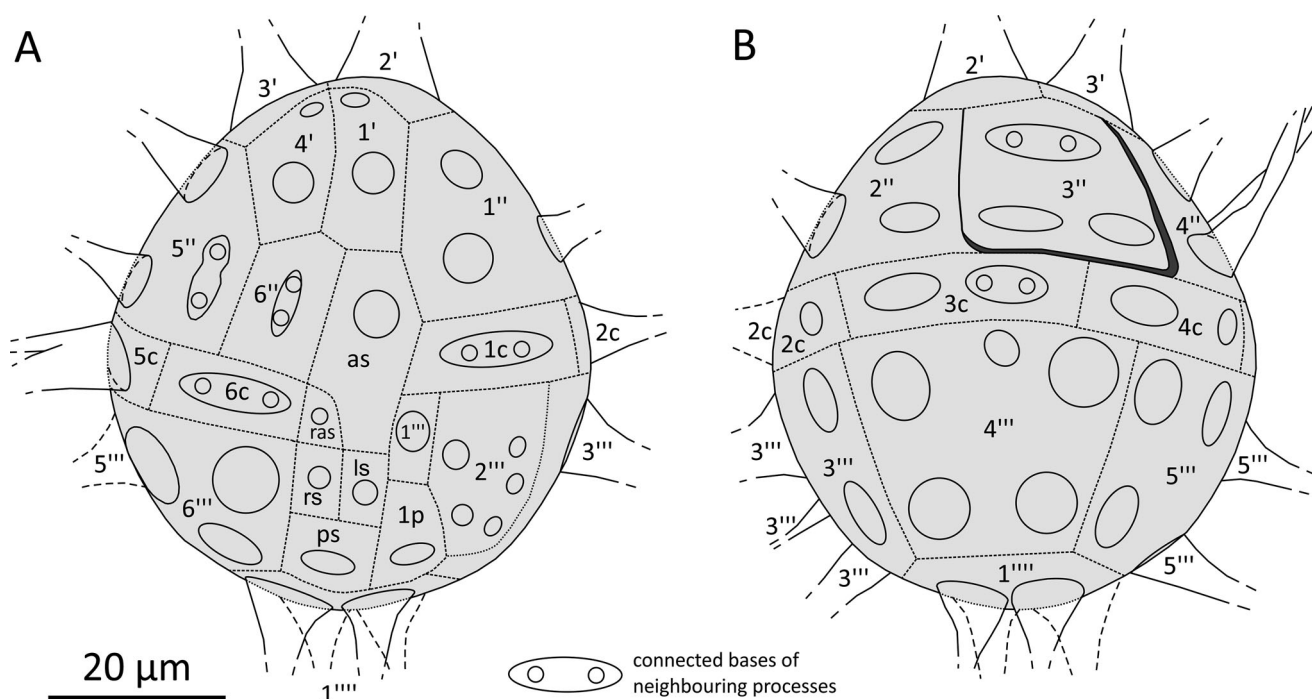 A
B
2'
3'
4'
1'
1''
5''
6''
as
5c
6c
1c
2c
ras
1'''
ls
rs
2'''
3'''
5'''
6'''
ps
1p
1''''
20 µm
2'
3'
2''
3''
4''
2c
2c
3c
4c
4'''
3'''
3'''
3'''
3'''
5'''
5'''
5'''
1''''
connected bases of
neighbouring processes